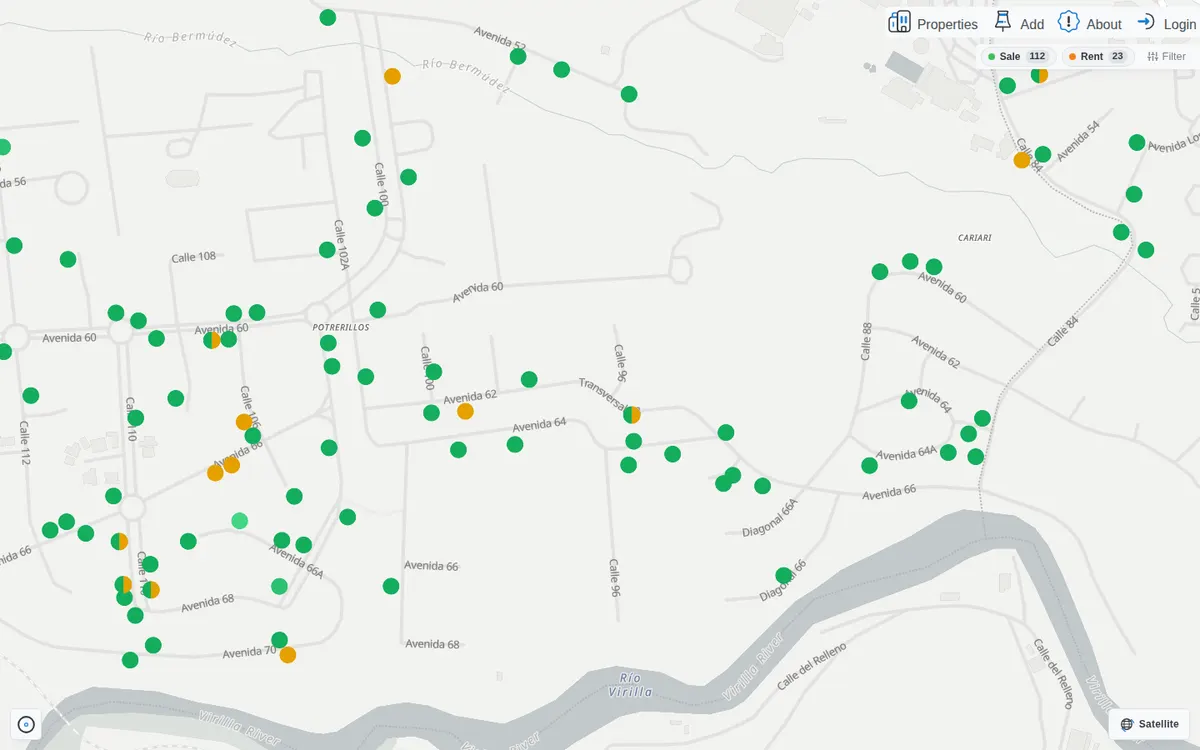 Properties
Add
About
Login
Sale 112
Rent 23
Filter
Río Bermúdez
Avenida 52
Río Bermúdez
Avenida 54
Calle 84
Avenida Lo
da 56
Calle 100
Calle 102A
Calle 108
CARIARI
Avenida 60
Avenida 60
Calle 5
POTRERILLOS
Avenida 60
Avenida 60
Calle 84
Calle 88
Avenida 62
Calle 96
Transversal
Avenida 62
Avenida 64
Calle 106
Calle 110
Calle 112
Avenida 64
Avenida 64A
Avenida 66
Diagonal 66A
nida 66
Avenida 66A
Avenida 66
Calle 96
Diagonal 66
Avenida 68
Avenida 68
Avenida 70
Calle del Relleno
Calle del Relleno
Río
Virilla
Virilla River
Virilla River
Satellite